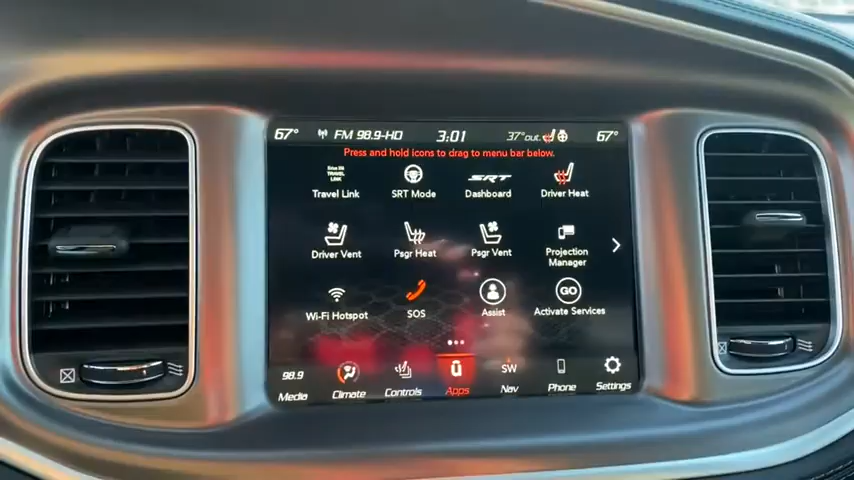 67° FM 98.9-HD 3:01 37°out. 67°
Press and hold icons to drag to menu bar below.
TRAVEL
LINK
SRT
Travel Link SRT Mode Dashboard Driver Heat
Driver Vent Psgr Heat Psgr Vent Projection
Manager
GO
Wi-Fi Hotspot SOS Assist Activate Services
98.9 SW
Media Climate Controls Apps Nav Phone Settings